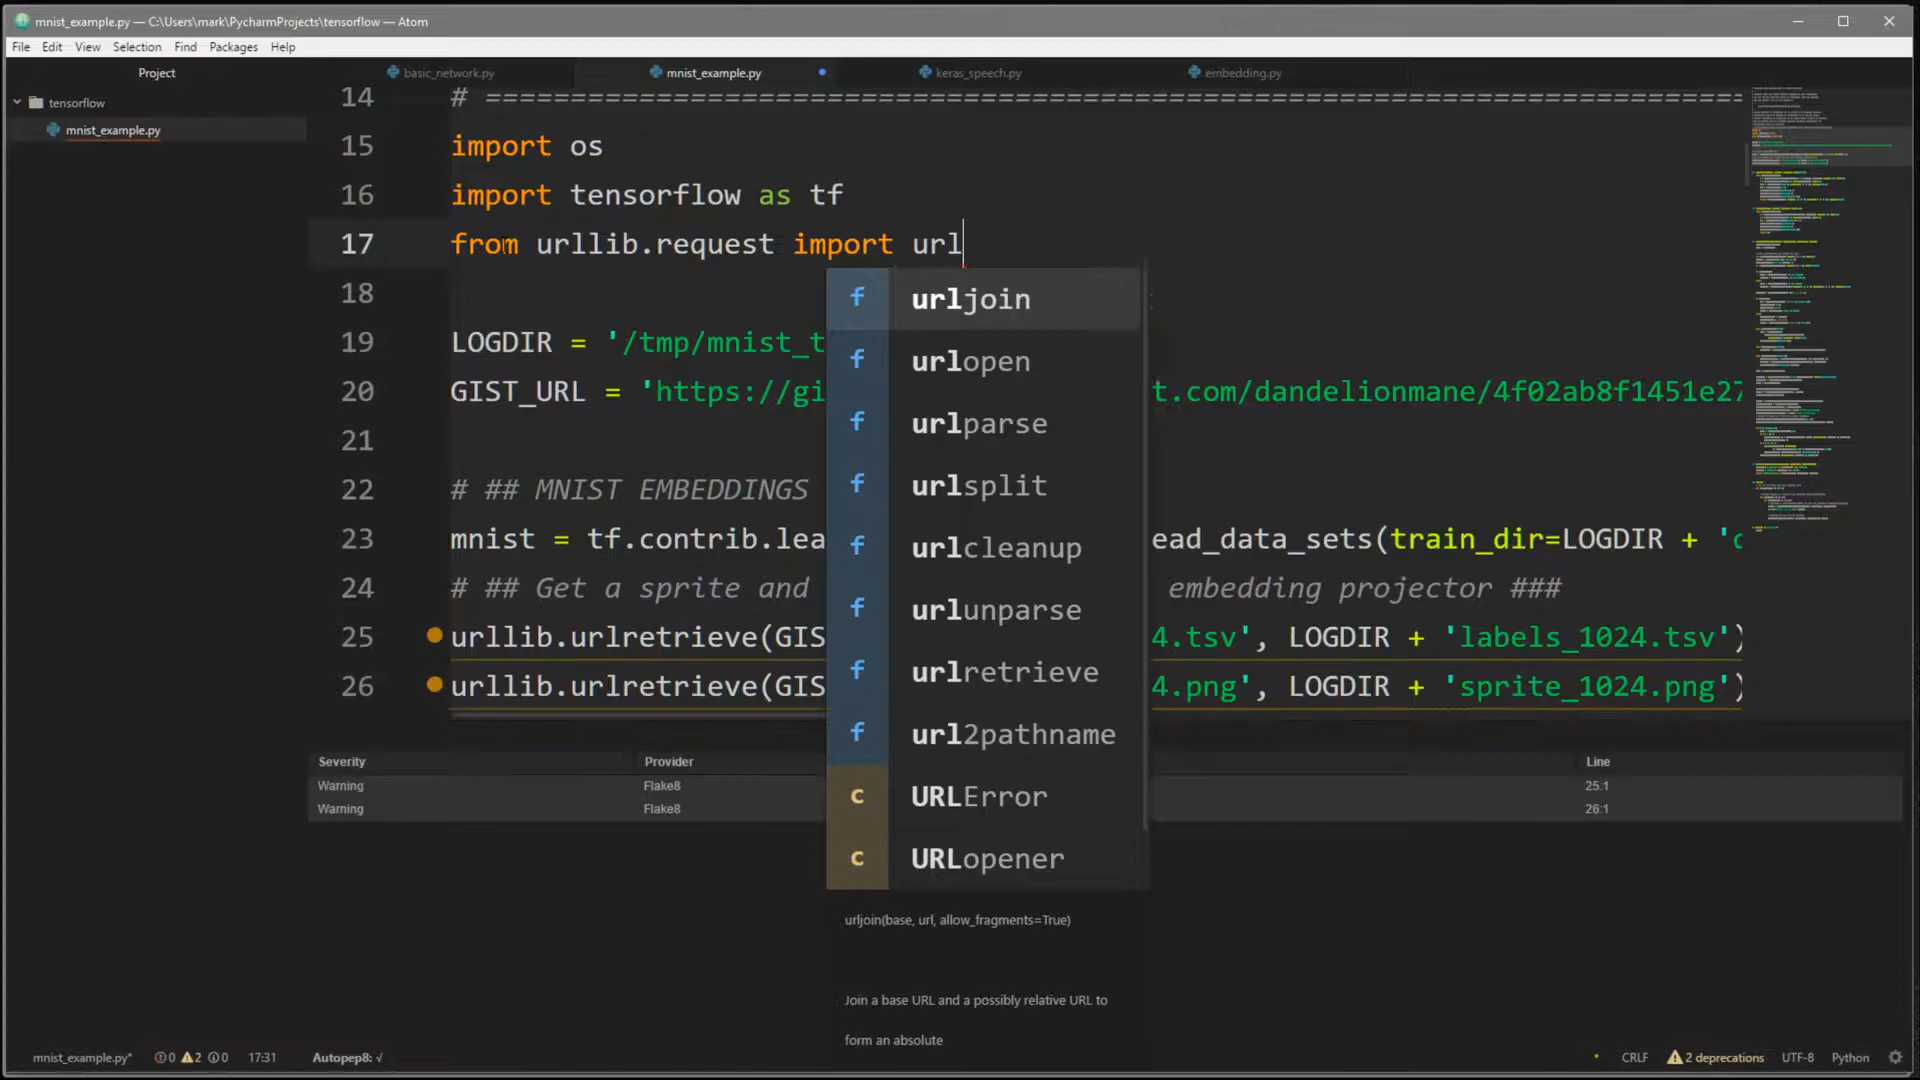 mnist_example.py — C:\Users\mark\PycharmProjects\tensorflow — Atom
File Edit View Selection Find Packages Help
Project
basic_network.py
mnist_example.py
keras_speech.py
embedding.py
tensorflow
mnist_example.py
14 # ==========================================================================
15 import os
16 import tensorflow as tf
17 from urllib.request import url
18
19 LOGDIR = '/tmp/mnist_t
20 GIST_URL = 'https://gi t.com/dandelionmane/4f02ab8f1451e27
21
22 # ## MNIST EMBEDDINGS
23 mnist = tf.contrib.lea ead_data_sets(train_dir=LOGDIR + '
24 # ## Get a sprite and embedding projector ###
25 urllib.urlretrieve(GIS 4.tsv', LOGDIR + 'labels_1024.tsv')
26 urllib.urlretrieve(GIS 4.png', LOGDIR + 'sprite_1024.png')
f urljoin
f urlopen
f urlparse
f urlsplit
f urlcleanup
f urlunparse
f urlretrieve
f url2pathname
c URLError
c URLopener
urljoin(base, url, allow_fragments=True)
Join a base URL and a possibly relative URL to
form an absolute
Severity Provider Line
Warning Flake8 25:1
Warning Flake8 26:1
mnist_example.py* 0 2 0 17:31 Autopep8: √ CRLF 2 deprecations UTF-8 Python